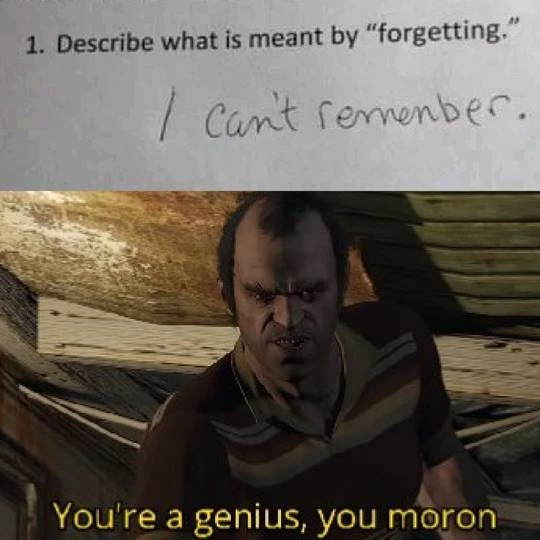 1. Describe what is meant by “forgetting.”
I can't remember.
You're a genius, you moron